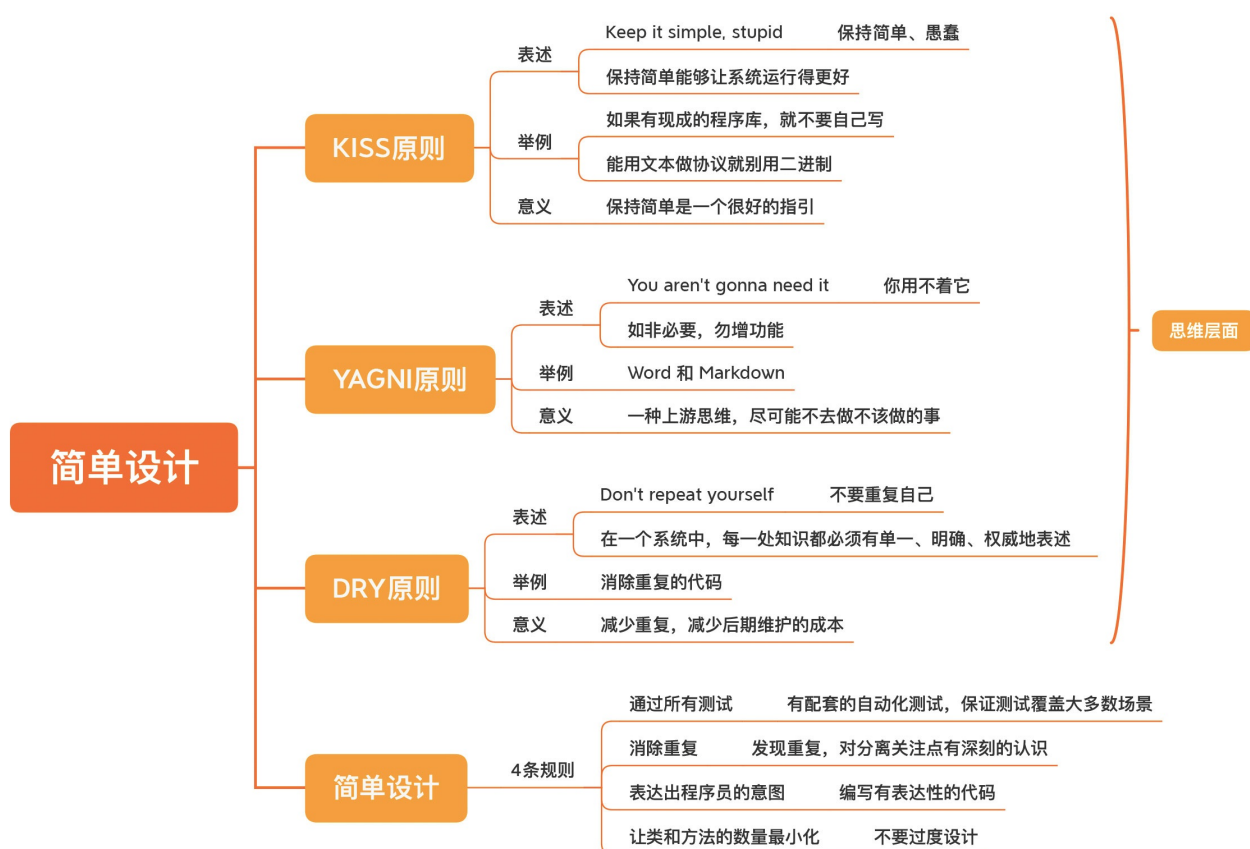 简单设计
KISS原则
表述
Keep it simple, stupid 保持简单、愚蠢
保持简单能够让系统运行得更好
举例
如果有现成的程序库，就不要自己写
能用文本做协议就别用二进制
意义
保持简单是一个很好的指引
YAGNI原则
表述
You aren't gonna need it 你用不着它
如非必要，勿增功能
举例
Word 和 Markdown
意义
一种上游思维，尽可能不去做不该做的事
DRY原则
表述
Don't repeat yourself 不要重复自己
在一个系统中，每一处知识都必须有单一、明确、权威地表述
举例
消除重复的代码
意义
减少重复，减少后期维护的成本
思维层面
简单设计
4条规则
通过所有测试 有配套的自动化测试，保证测试覆盖大多数场景
消除重复 发现重复，对分离关注点有深刻的认识
表达出程序员的意图 编写有表达性的代码
让类和方法的数量最小化 不要过度设计